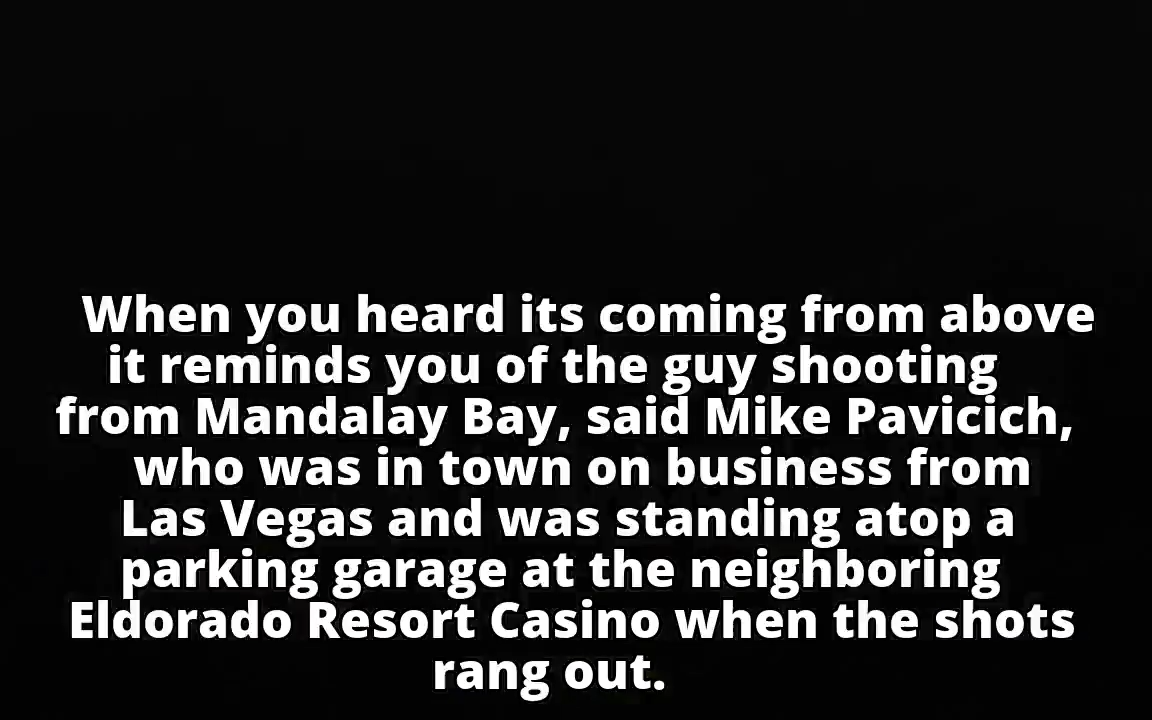 When you heard its coming from above
it reminds you of the guy shooting
from Mandalay Bay, said Mike Pavicich,
who was in town on business from
Las Vegas and was standing atop a
parking garage at the neighboring
Eldorado Resort Casino when the shots
rang out.